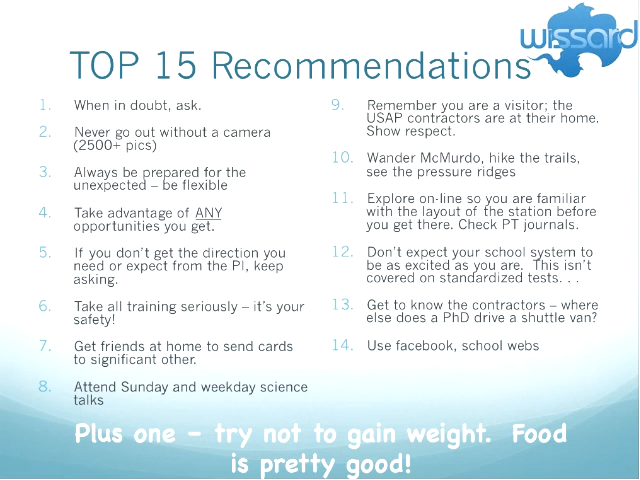 wissard
TOP 15 Recommendations
1. When in doubt, ask.
2. Never go out without a camera
(2500+ pics)
3. Always be prepared for the
unexpected – be flexible
4. Take advantage of ANY
opportunities you get.
5. If you don't get the direction you
need or expect from the PI, keep
asking.
6. Take all training seriously – it's your
safety!
7. Get friends at home to send cards
to significant other.
8. Attend Sunday and weekday science
talks
9. Remember you are a visitor; the
USAP contractors are at their home.
Show respect.
10. Wander McMurdo, hike the trails,
see the pressure ridges
11. Explore on-line so you are familiar
with the layout of the station before
you get there. Check PT journals.
12. Don't expect your school system to
be as excited as you are.  This isn't
covered on standardized tests. . .
13. Get to know the contractors – where
else does a PhD drive a shuttle van?
14. Use facebook, school webs
Plus one – try not to gain weight.  Food
is pretty good!